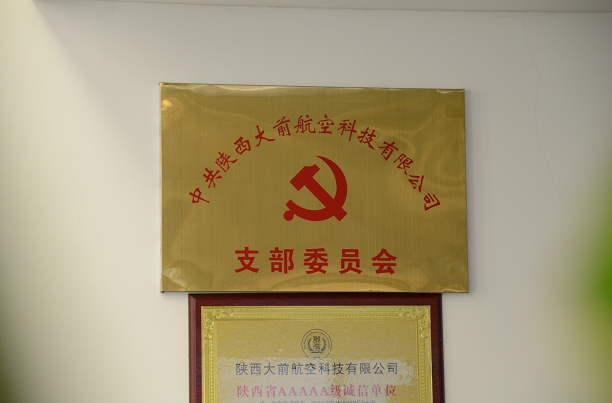 中共陕西大前航空科技有限公司
支部委员会
陕西大前航空科技有限公司
陕西省AAAAA级诚信单位